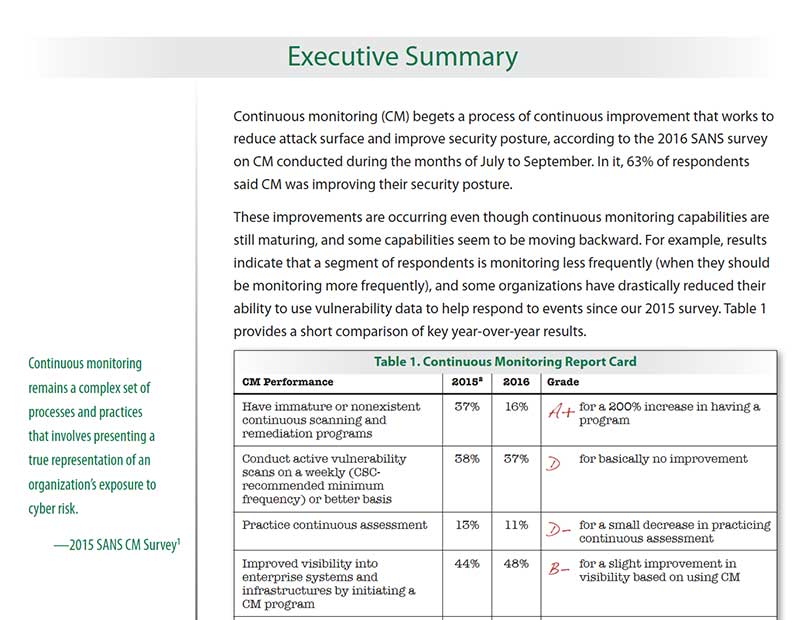 Executive Summary
Continuous monitoring (CM) begets a process of continuous improvement that works to
reduce attack surface and improve security posture, according to the 2016 SANS survey
on CM conducted during the months of July to September. In it, 63% of respondents
said CM was improving their security posture.
These improvements are occurring even though continuous monitoring capabilities are
still maturing, and some capabilities seem to be moving backward. For example, results
indicate that a segment of respondents is monitoring less frequently (when they should
be monitoring more frequently), and some organizations have drastically reduced their
ability to use vulnerability data to help respond to events since our 2015 survey. Table 1
provides a short comparison of key year-over-year results.
Continuous monitoring
remains a complex set of
processes and practices
that involves presenting a
true representation of an
organization's exposure to
cyber risk.
—2015 SANS CM Survey¹
Table 1. Continuous Monitoring Report Card
CM Performance 2015² 2016 Grade
Have immature or nonexistent 37% 16% A+ for a 200% increase in having a
continuous scanning and program
remediation programs
Conduct active vulnerability 38% 37% D for basically no improvement
scans on a weekly (CSC-
recommended minimum
frequency) or better basis
Practice continuous assessment 13% 11% D- for a small decrease in practicing
continuous assessment
Improved visibility into 44% 48% B- for a slight improvement in
enterprise systems and visibility based on using CM
infrastructures by initiating a
CM program